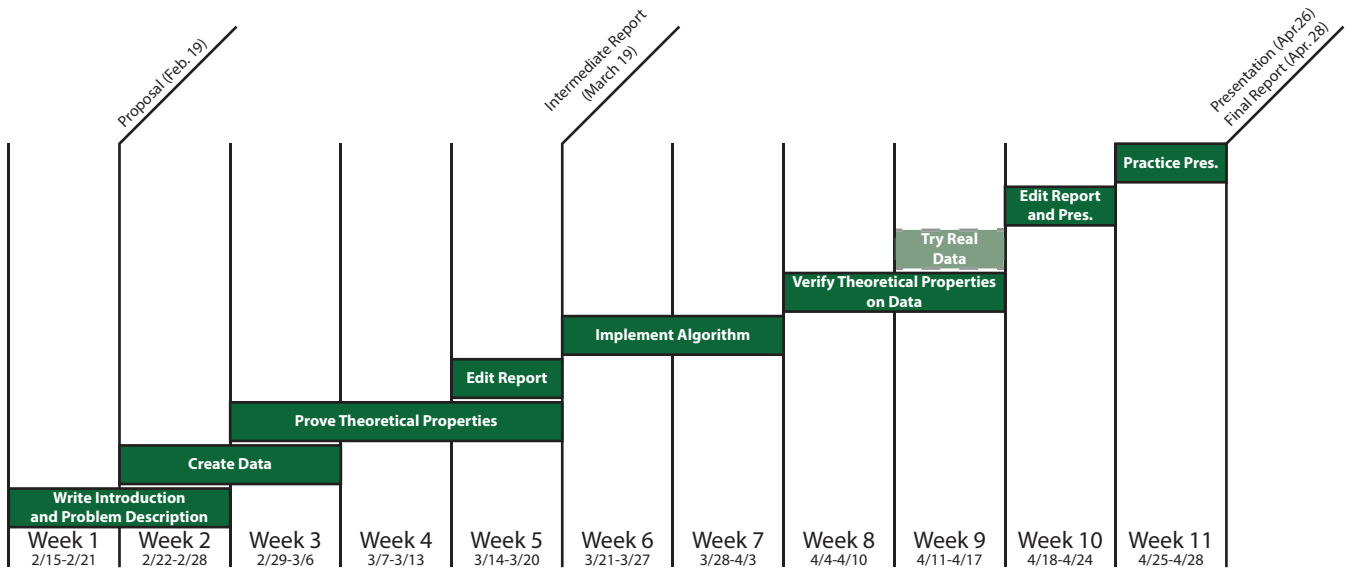 Proposal (Feb. 19)
Intermediate Report
(March 19)
Presentation (Apr.26)
Final Report (Apr. 28)
Practice Pres.
Edit Report
and Pres.
Try Real
Data
Verify Theoretical Properties
on Data
Implement Algorithm
Edit Report
Prove Theoretical Properties
Create Data
Write Introduction
and Problem Description
Week 1
2/15-2/21
Week 2
2/22-2/28
Week 3
2/29-3/6
Week 4
3/7-3/13
Week 5
3/14-3/20
Week 6
3/21-3/27
Week 7
3/28-4/3
Week 8
4/4-4/10
Week 9
4/11-4/17
Week 10
4/18-4/24
Week 11
4/25-4/28